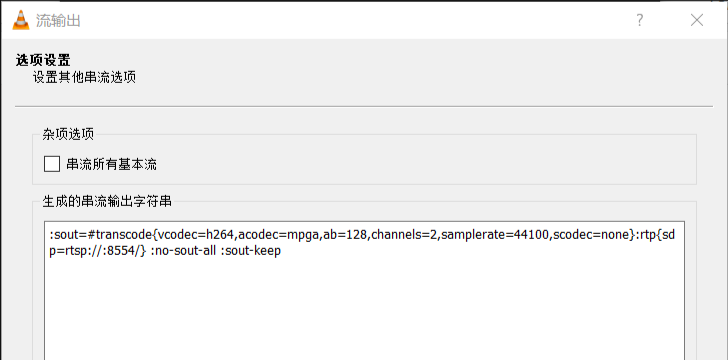 流输出
? ×
选项设置
设置其他串流选项
杂项选项
串流所有基本流
生成的串流输出字符串
:sout=#transcode{vcodec=h264,acodec=mpga,ab=128,channels=2,samplerate=44100,scodec=none}:rtp{sd
p=rtsp://:8554/} :no-sout-all :sout-keep